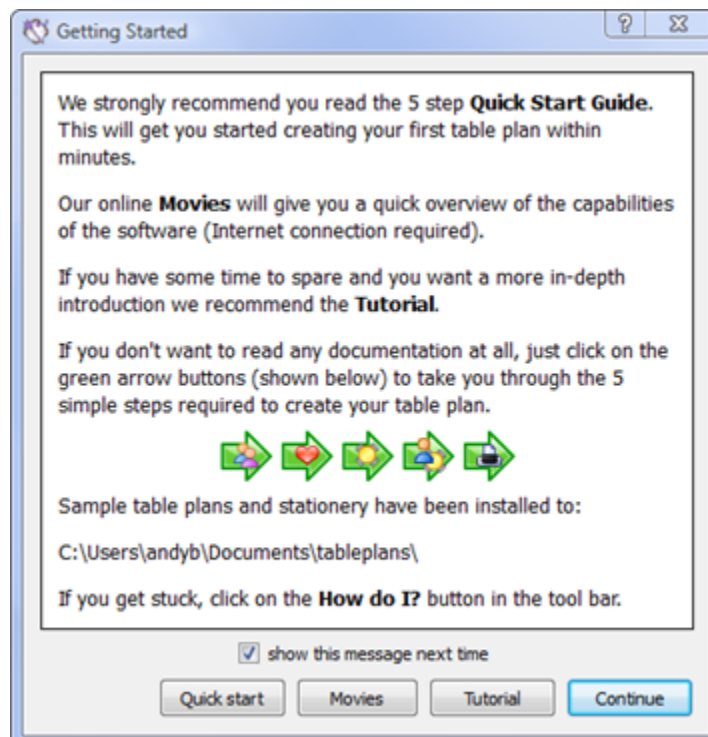 Getting Started
We strongly recommend you read the 5 step Quick Start Guide.
This will get you started creating your first table plan within
minutes.
Our online Movies will give you a quick overview of the capabilities
of the software (Internet connection required).
If you have some time to spare and you want a more in-depth
introduction we recommend the Tutorial.
If you don't want to read any documentation at all, just click on the
green arrow buttons (shown below) to take you through the 5
simple steps required to create your table plan.
Sample table plans and stationery have been installed to:
C:\Users\andyb\Documents\tableplans\
If you get stuck, click on the How do I? button in the tool bar.
show this message next time
Quick start Movies Tutorial Continue